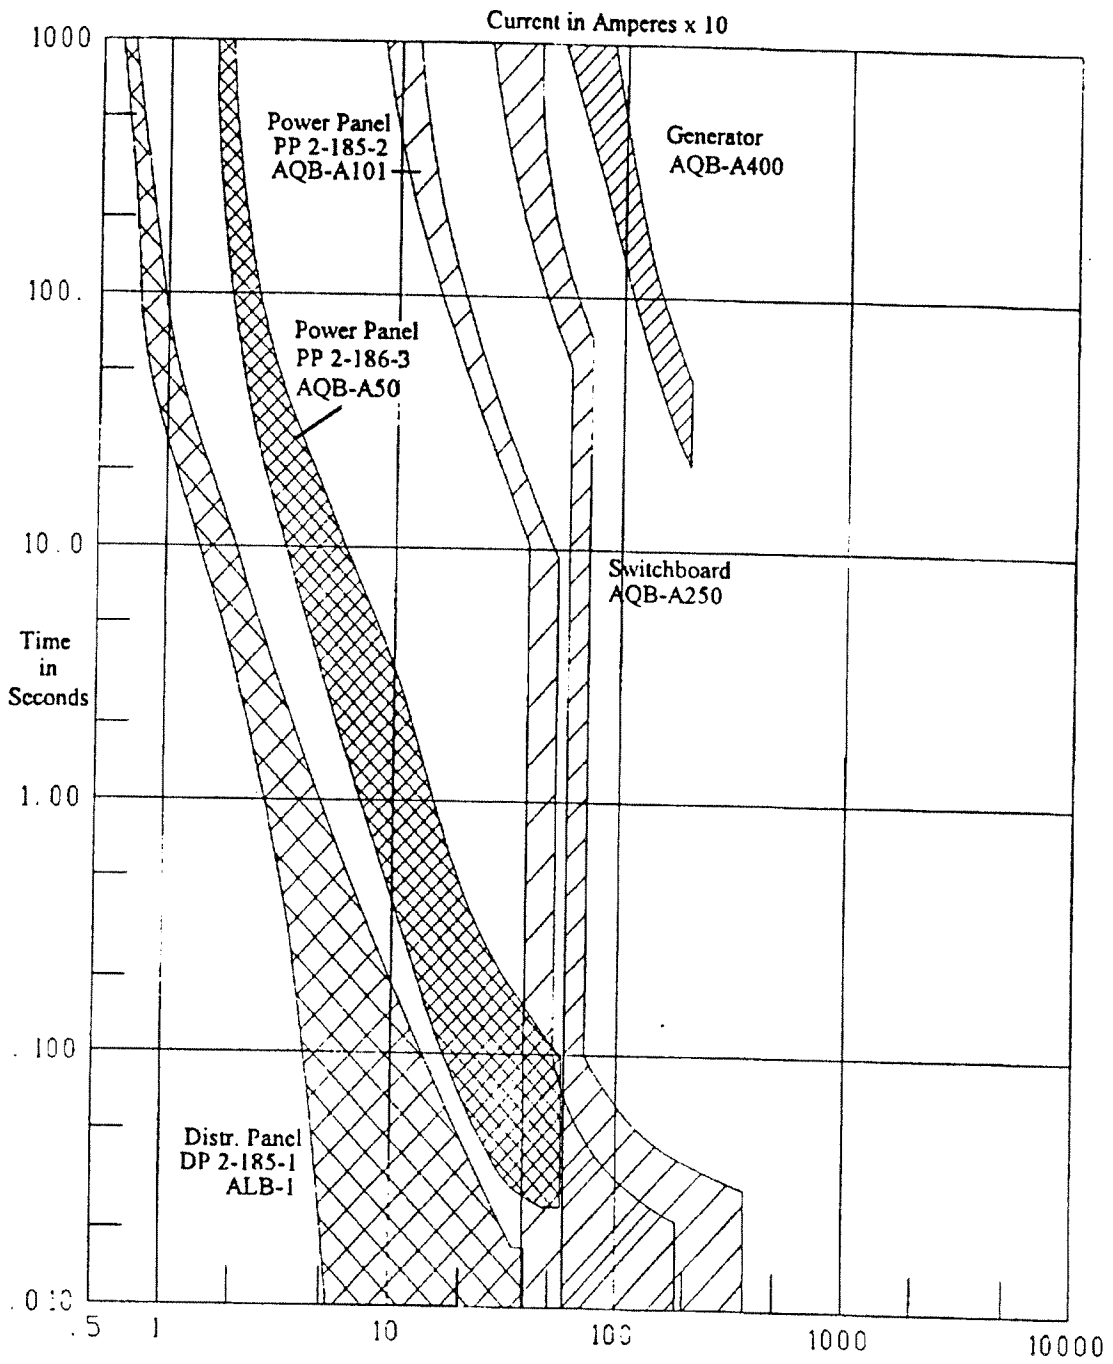 Current in Amperes x 10
1000
Power Panel
PP 2-185-2
AQB-A101
Generator
AQB-A400
100.
Power Panel
PP 2-186-3
AQB-A50
10.0
Switchboard
AQB-A250
Time
in
Seconds
1.00
.100
Distr. Panel
DP 2-185-1
ALB-1
.010
.5 1 10 100 1000 10000